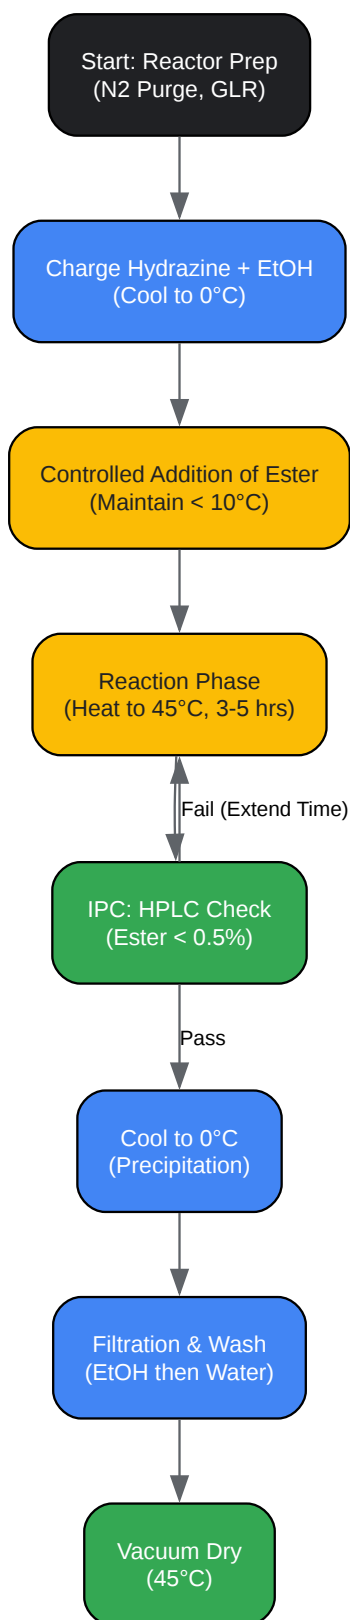 Start: Reactor Prep
(N2 Purge, GLR)
Charge Hydrazine + EtOH
(Cool to 0°C)
Controlled Addition of Ester
(Maintain < 10°C)
Reaction Phase
(Heat to 45°C, 3-5 hrs)
Fail (Extend Time)
IPC: HPLC Check
(Ester < 0.5%)
Pass
Cool to 0°C
(Precipitation)
Filtration & Wash
(EtOH then Water)
Vacuum Dry
(45°C)